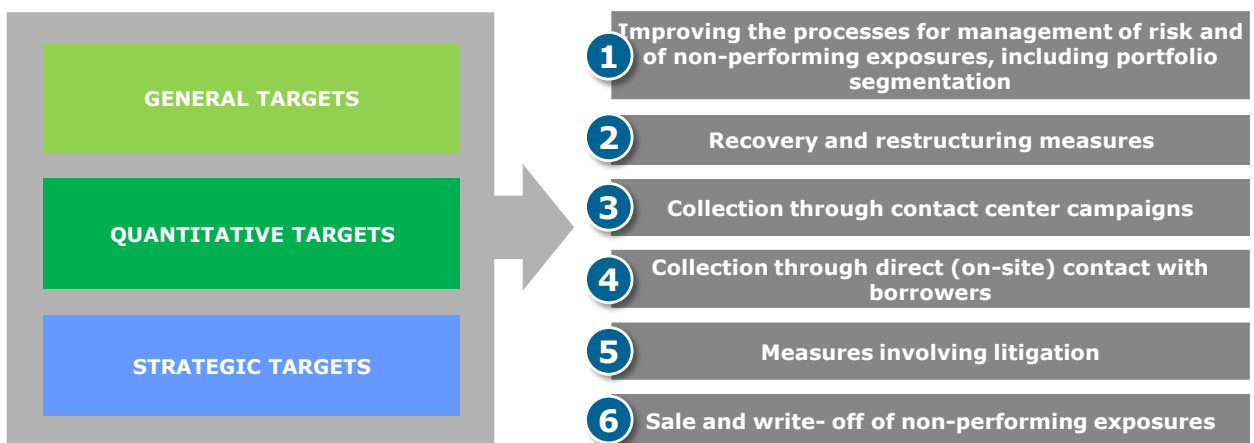 GENERAL TARGETS
QUANTITATIVE TARGETS
STRATEGIC TARGETS
1
Improving the processes for management of risk and
of non-performing exposures, including portfolio
segmentation
2
Recovery and restructuring measures
3
Collection through contact center campaigns
4
Collection through direct (on-site) contact with
borrowers
5
Measures involving litigation
6
Sale and write- off of non-performing exposures